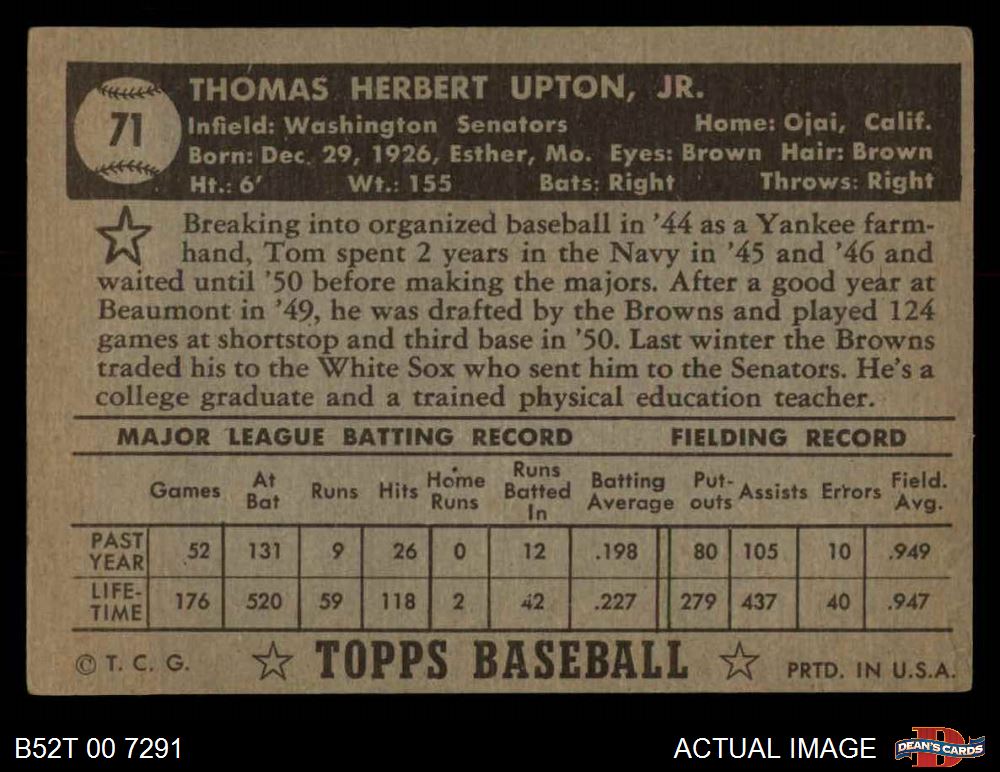 71
THOMAS HERBERT UPTON, JR.
Infield: Washington Senators Home: Ojai, Calif.
Born: Dec. 29, 1926, Esther, Mo. Eyes: Brown Hair: Brown
Ht.: 6' Wt.: 155 Bats: Right Throws: Right
Breaking into organized baseball in '44 as a Yankee farm-
hand, Tom spent 2 years in the Navy in '45 and '46 and
waited until '50 before making the majors. After a good year at
Beaumont in '49, he was drafted by the Browns and played 124
games at shortstop and third base in '50. Last winter the Browns
traded his to the White Sox who sent him to the Senators. He's a
college graduate and a trained physical education teacher.
MAJOR LEAGUE BATTING RECORD FIELDING RECORD
Games At Bat Runs Hits Home Runs Runs Batted In Batting Average Put-outs Assists Errors Field. Avg.
PAST YEAR 52 131 9 26 0 12 .198 80 105 10 .949
LIFE-TIME 176 520 59 118 2 42 .227 279 437 40 .947
© T. C. G. TOPPS BASEBALL PRTD. IN U.S.A.
B52T 00 7291 ACTUAL IMAGE D DEAN'S CARDS